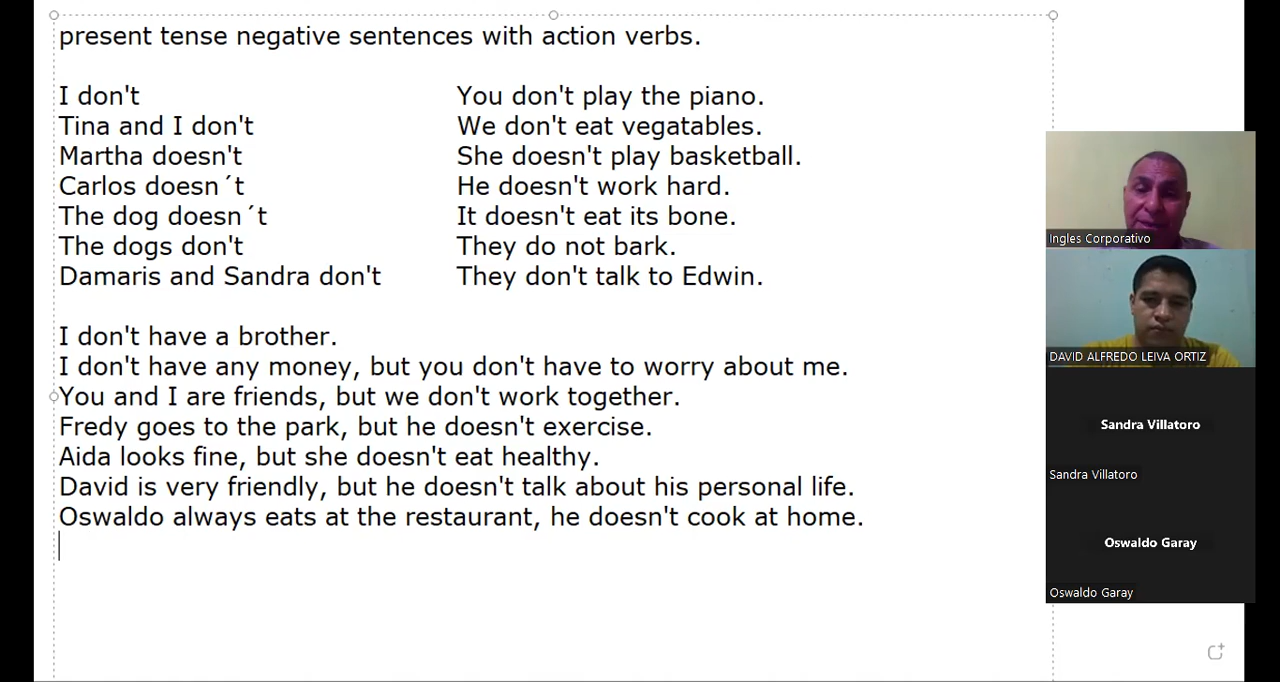 present tense negative sentences with action verbs.
I don't You don't play the piano.
Tina and I don't We don't eat vegatables.
Martha doesn't She doesn't play basketball.
Carlos doesn´t He doesn't work hard.
The dog doesn´t It doesn't eat its bone.
The dogs don't They do not bark.
Damaris and Sandra don't They don't talk to Edwin.
I don't have a brother.
I don't have any money, but you don't have to worry about me.
You and I are friends, but we don't work together.
Fredy goes to the park, but he doesn't exercise.
Aida looks fine, but she doesn't eat healthy.
David is very friendly, but he doesn't talk about his personal life.
Oswaldo always eats at the restaurant, he doesn't cook at home.
Ingles Corporativo
DAVID ALFREDO LEIVA ORTIZ
Sandra Villatoro
Sandra Villatoro
Oswaldo Garay
Oswaldo Garay